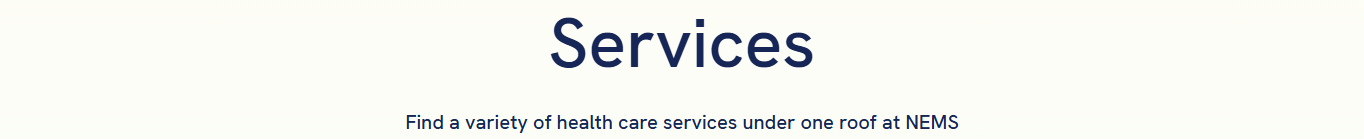 Services
Find a variety of health care services under one roof at NEMS